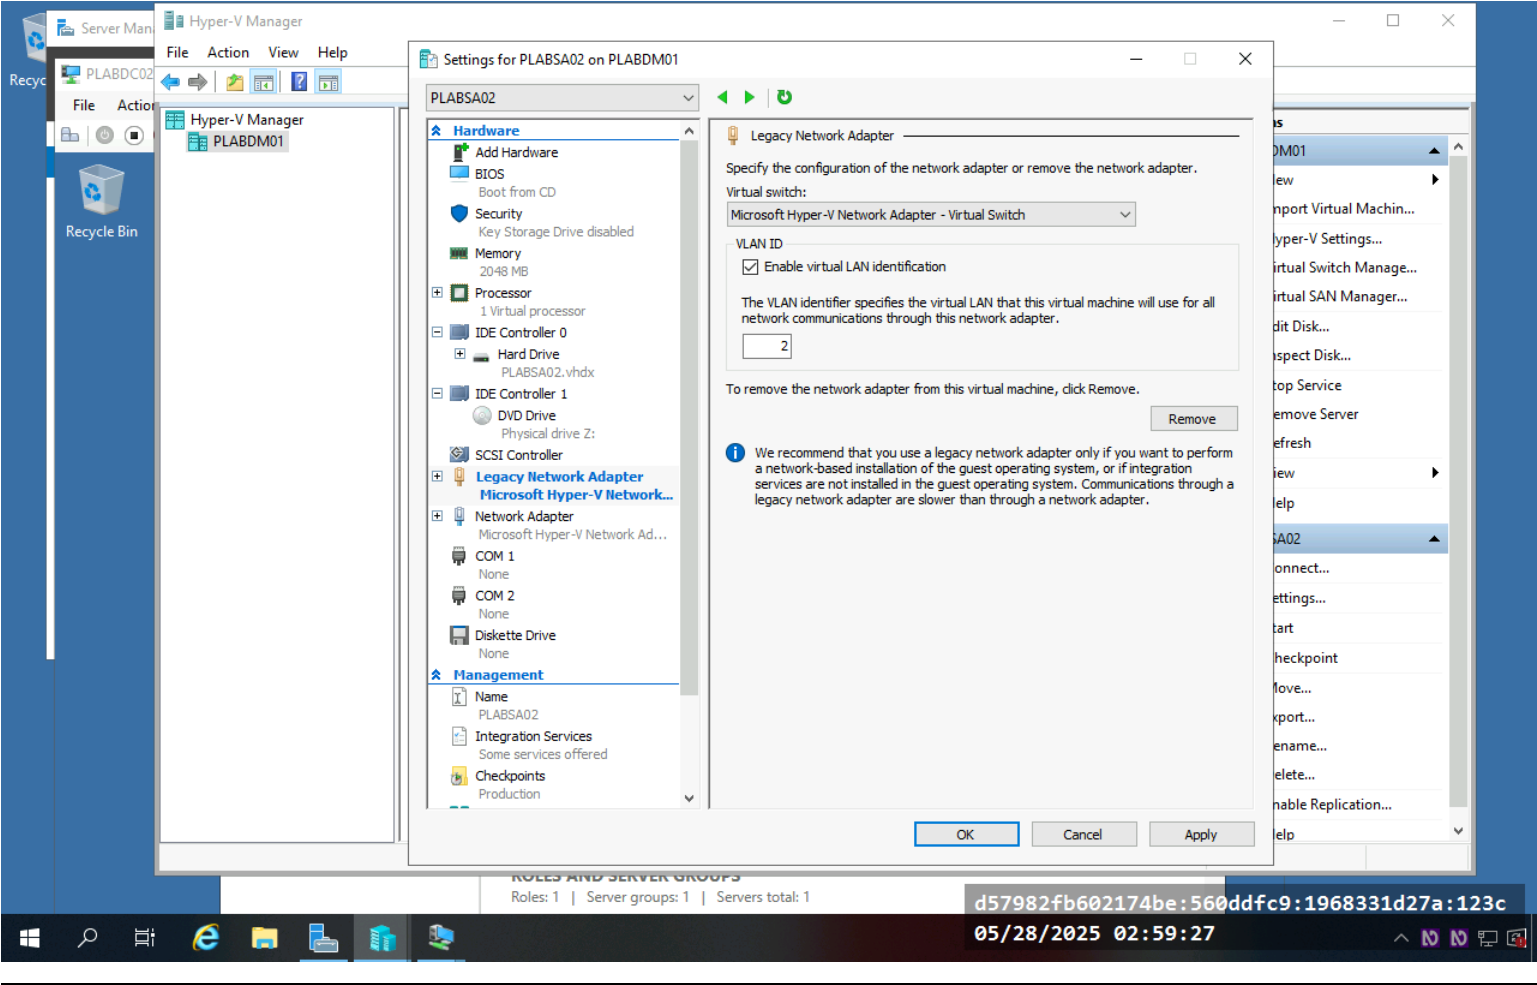 Recyc
Server Man
Hyper-V Manager
File Action View Help
PLABDC02
File Action
Recycle Bin
Hyper-V Manager
PLABDM01
Settings for PLABSA02 on PLABDM01
PLABSA02
Hardware
Add Hardware
BIOS
Boot from CD
Security
Key Storage Drive disabled
Memory
2048 MB
Processor
1 Virtual processor
IDE Controller 0
Hard Drive
PLABSA02.vhdx
IDE Controller 1
DVD Drive
Physical drive Z:
SCSI Controller
Legacy Network Adapter
Microsoft Hyper-V Network...
Network Adapter
Microsoft Hyper-V Network Ad...
COM 1
None
COM 2
None
Diskette Drive
None
Management
Name
PLABSA02
Integration Services
Some services offered
Checkpoints
Production
Legacy Network Adapter
Specify the configuration of the network adapter or remove the network adapter.
Virtual switch:
Microsoft Hyper-V Network Adapter - Virtual Switch
VLAN ID
Enable virtual LAN identification
The VLAN identifier specifies the virtual LAN that this virtual machine will use for all
network communications through this network adapter.
2
To remove the network adapter from this virtual machine, click Remove.
Remove
We recommend that you use a legacy network adapter only if you want to perform
a network-based installation of the guest operating system, or if integration
services are not installed in the guest operating system. Communications through a
legacy network adapter are slower than through a network adapter.
OK Cancel Apply
ns
DM01
lew
mport Virtual Machin...
lyper-V Settings...
irtual Switch Manage...
irtual SAN Manager...
dit Disk...
nspect Disk...
top Service
emove Server
efresh
iew
lelp
SA02
onnect...
ettings...
tart
heckpoint
Move...
xport...
ename...
elete...
nable Replication...
lelp
ROLES AND SERVER GROUPS
Roles: 1 | Server groups: 1 | Servers total: 1
d57982fb602174be:560ddfc9:1968331d27a:123c
05/28/2025 02:59:27